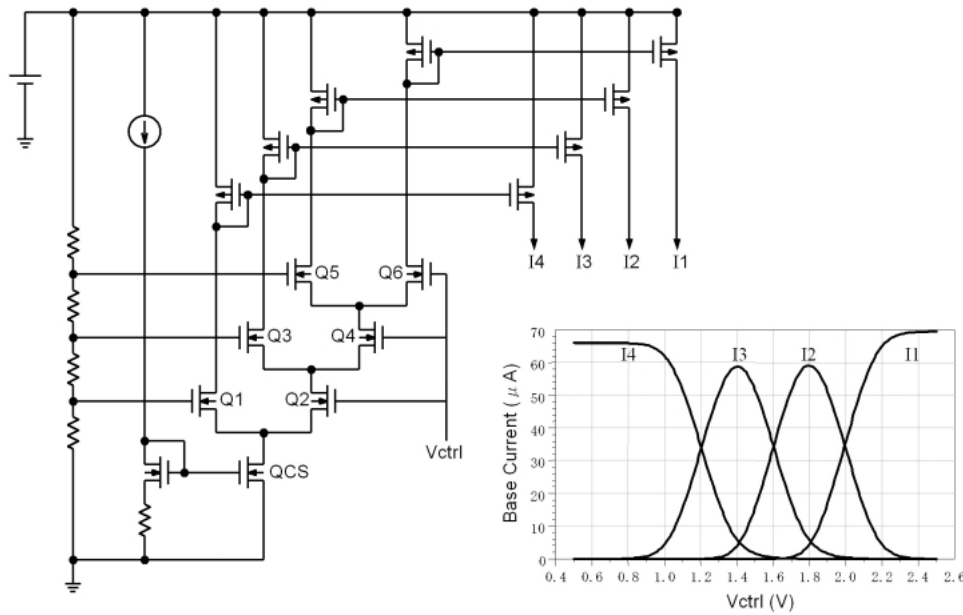 I4 I3 I2 I1
Q5 Q6
Q3 Q4
Q1 Q2
Vctrl
QCS
Base Current ( μ A)
70
60
50
40
30
20
10
0
I4 I3 I2 I1
0.4 0.6 0.8 1.0 1.2 1.4 1.6 1.8 2.0 2.2 2.4 2.6
Vctrl (V)